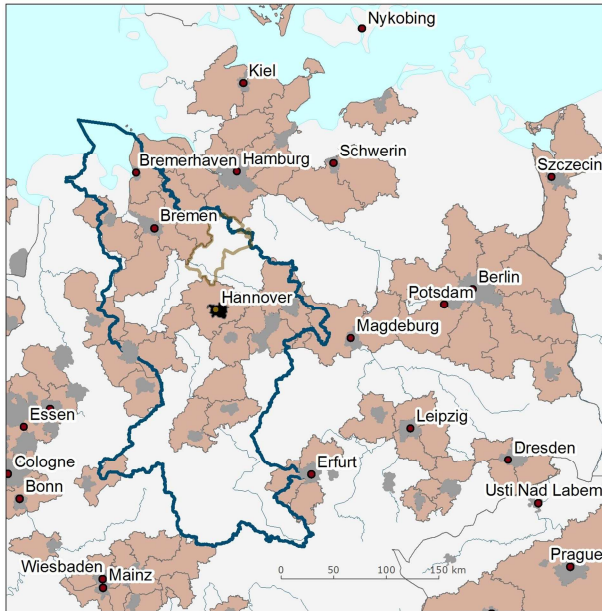 Nykobing
Kiel
Schwerin
Bremerhaven
Hamburg
Szczecin
Bremen
Berlin
Potsdam
Hannover
Magdeburg
Essen
Leipzig
Dresden
Cologne
Erfurt
Bonn
Usti Nad Labem
Wiesbaden
Prague
Mainz
0 50 100 150 km